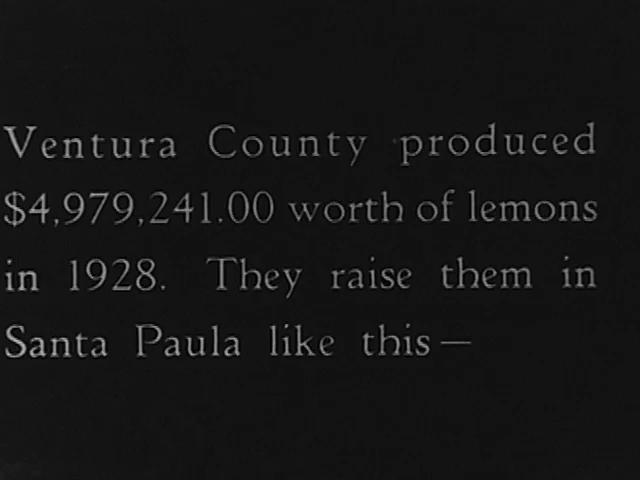 Ventura County produced
$4,979,241.00 worth of lemons
in 1928. They raise them in
Santa Paula like this—